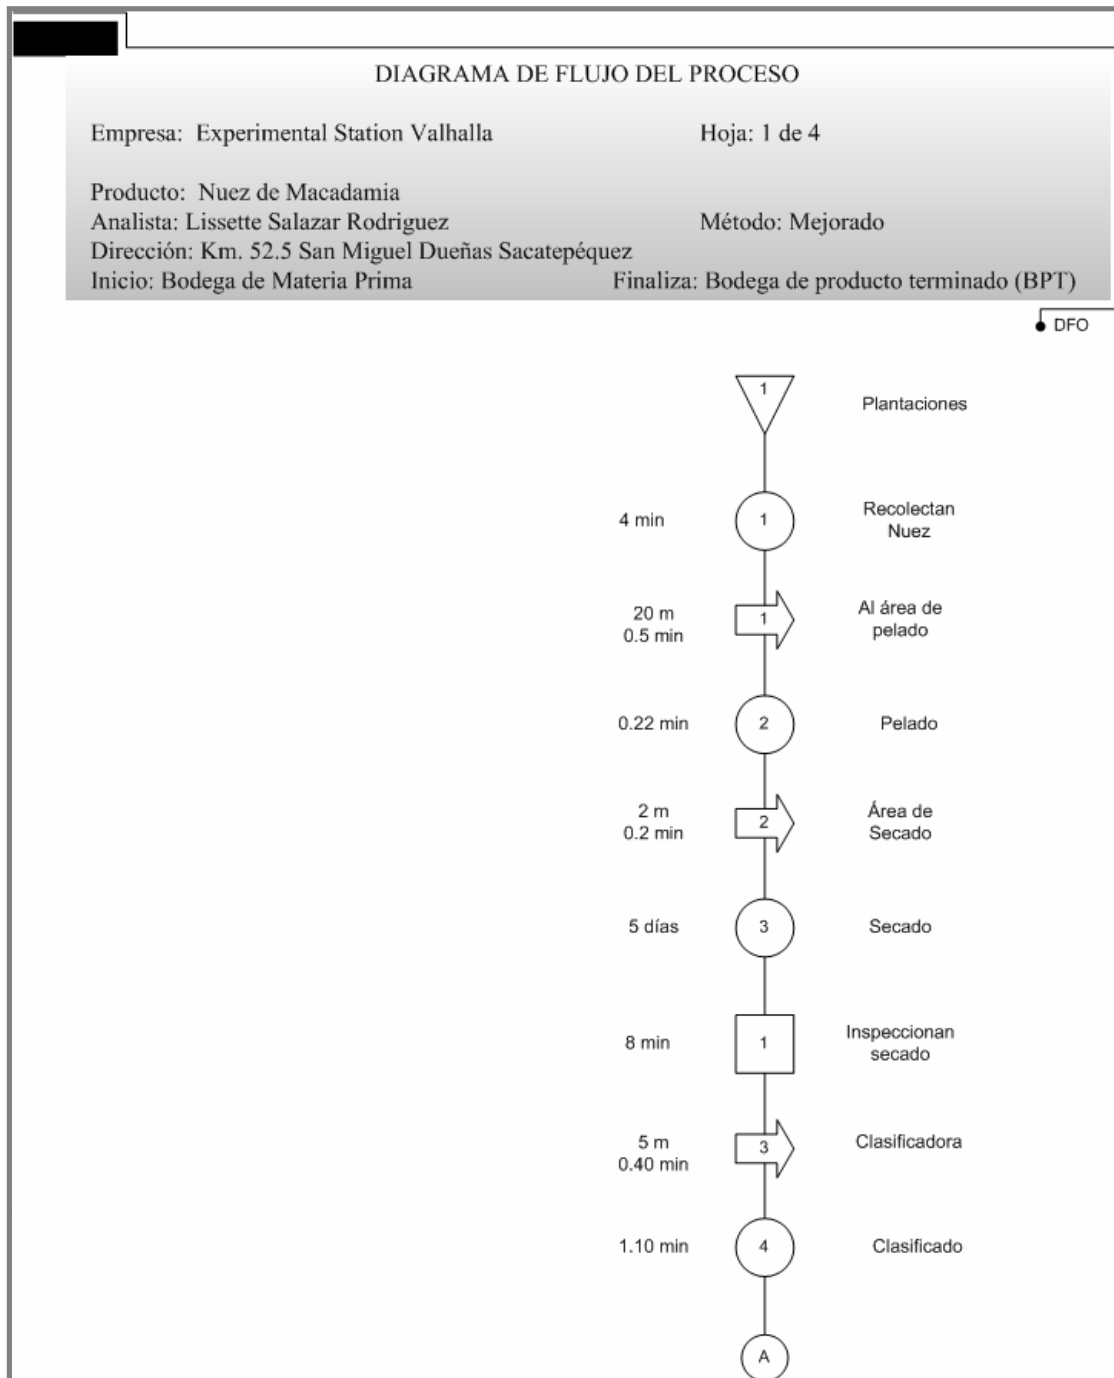 DIAGRAMA DE FLUJO DEL PROCESO
Empresa: Experimental Station Valhalla Hoja: 1 de 4
Producto: Nuez de Macadamia
Analista: Lissette Salazar Rodriguez Método: Mejorado
Dirección: Km. 52.5 San Miguel Dueñas Sacatepéquez
Inicio: Bodega de Materia Prima Finaliza: Bodega de producto terminado (BPT)
DFO
1 Plantaciones
4 min 1 Recolectan
Nuez
20 m
0.5 min
1
Al área de
pelado
0.22 min 2 Pelado
2 m
0.2 min
2
Área de
Secado
5 días 3 Secado
8 min 1 Inspeccionan
secado
5 m
0.40 min
3
Clasificadora
1.10 min 4 Clasificado
A